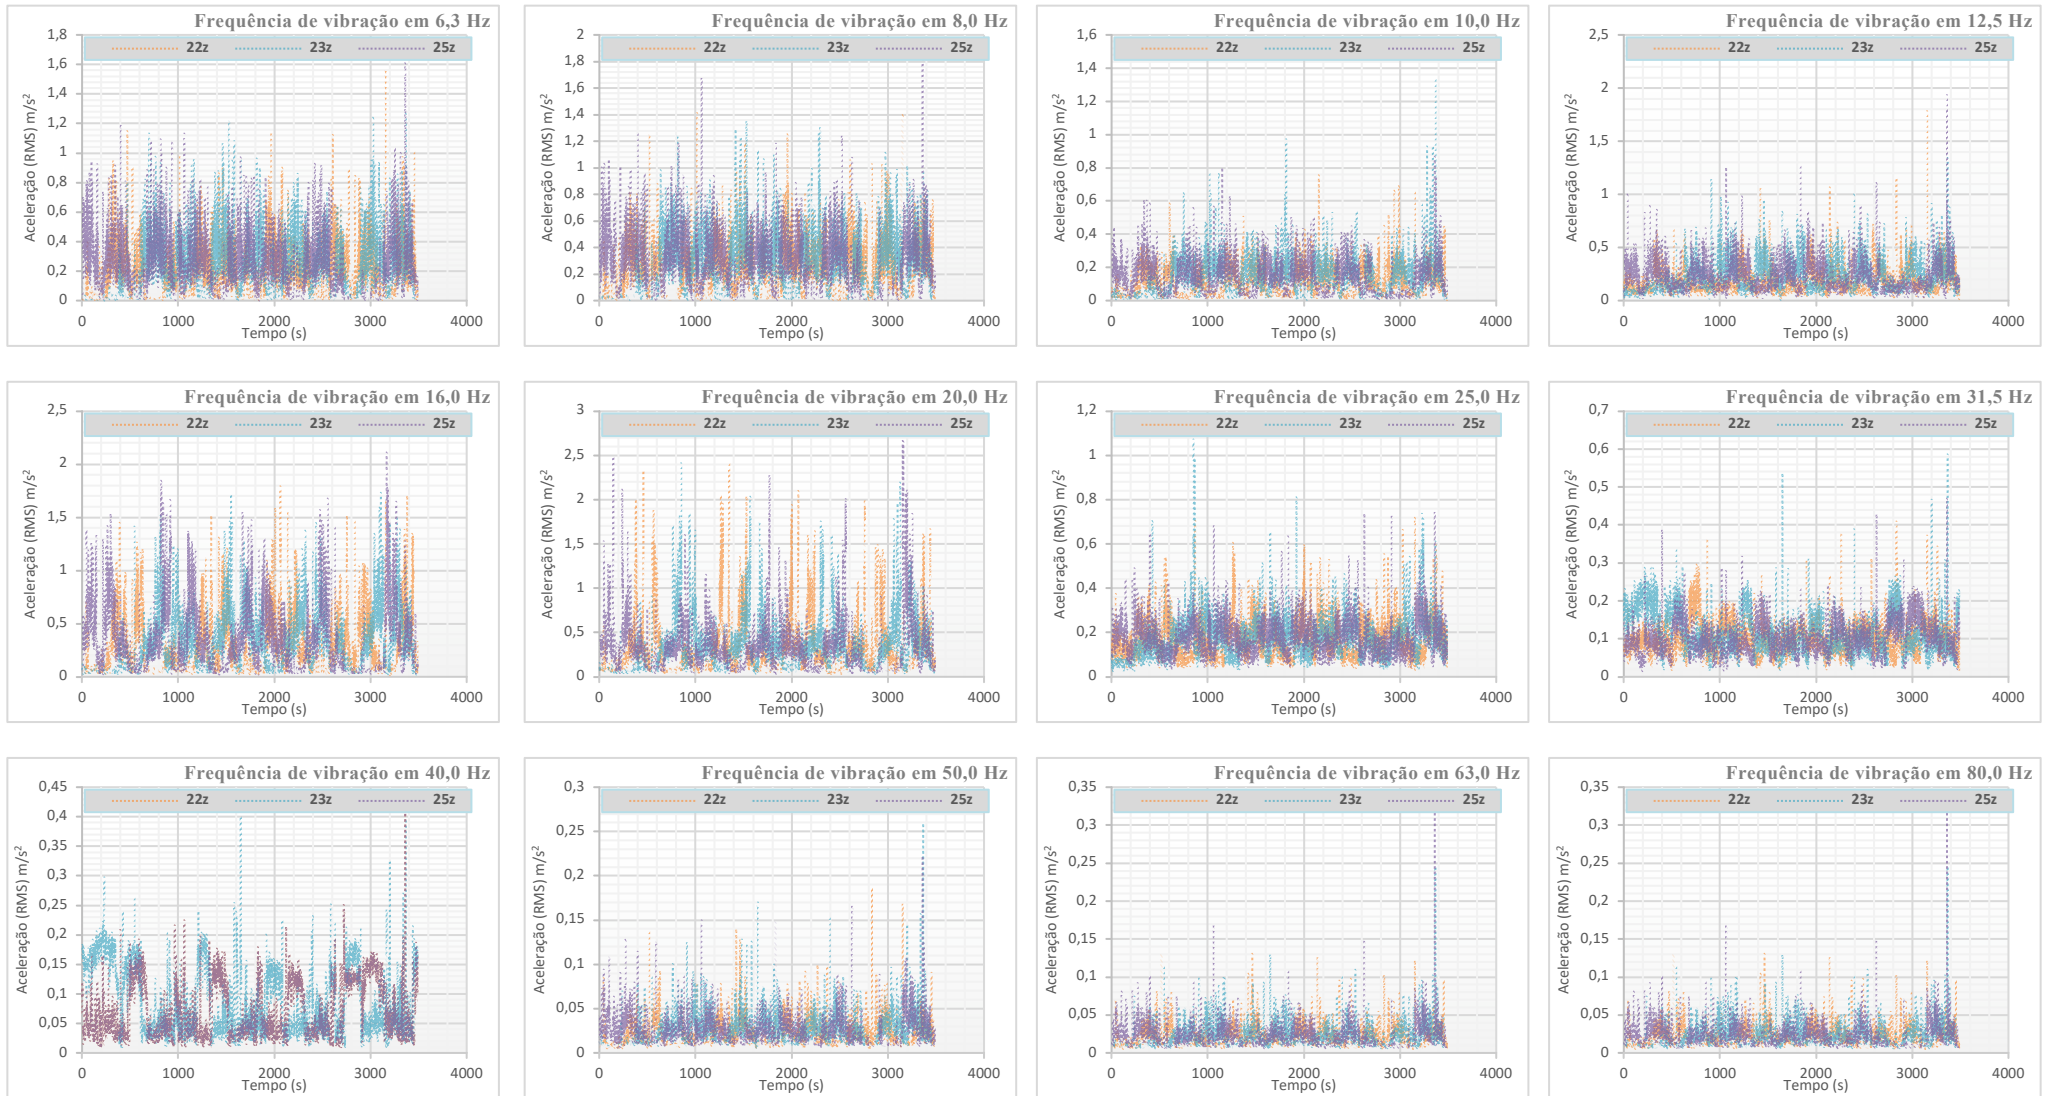 Frequência de vibração em 6,3 Hz
22z 23z 25z
1,8
1,6
1,4
1,2
1
0,8
0,6
0,4
0,2
0
Aceleração (RMS) m/s²
0 1000 2000 3000 4000
Tempo (s)
Frequência de vibração em 8,0 Hz
22z 23z 25z
2
1,8
1,6
1,4
1,2
1
0,8
0,6
0,4
0,2
0
Aceleração (RMS) m/s²
0 1000 2000 3000 4000
Tempo (s)
Frequência de vibração em 10,0 Hz
22z 23z 25z
1,6
1,4
1,2
1
0,8
0,6
0,4
0,2
0
Aceleração (RMS) m/s²
0 1000 2000 3000 4000
Tempo (s)
Frequência de vibração em 12,5 Hz
22z 23z 25z
2,5
2
1,5
1
0,5
0
Aceleração (RMS) m/s²
0 1000 2000 3000 4000
Tempo (s)
Frequência de vibração em 16,0 Hz
22z 23z 25z
2,5
2
1,5
1
0,5
0
Aceleração (RMS) m/s²
0 1000 2000 3000 4000
Tempo (s)
Frequência de vibração em 20,0 Hz
22z 23z 25z
3
2,5
2
1,5
1
0,5
0
Aceleração (RMS) m/s²
0 1000 2000 3000 4000
Tempo (s)
Frequência de vibração em 25,0 Hz
22z 23z 25z
1,2
1
0,8
0,6
0,4
0,2
0
Aceleração (RMS) m/s²
0 1000 2000 3000 4000
Tempo (s)
Frequência de vibração em 31,5 Hz
22z 23z 25z
0,7
0,6
0,5
0,4
0,3
0,2
0,1
0
Aceleração (RMS) m/s²
0 1000 2000 3000 4000
Tempo (s)
Frequência de vibração em 40,0 Hz
22z 23z 25z
0,45
0,4
0,35
0,3
0,25
0,2
0,15
0,1
0,05
0
Aceleração (RMS) m/s²
0 1000 2000 3000 4000
Tempo (s)
Frequência de vibração em 50,0 Hz
22z 23z 25z
0,3
0,25
0,2
0,15
0,1
0,05
0
Aceleração (RMS) m/s²
0 1000 2000 3000 4000
Tempo (s)
Frequência de vibração em 63,0 Hz
22z 23z 25z
0,35
0,3
0,25
0,2
0,15
0,1
0,05
0
Aceleração (RMS) m/s²
0 1000 2000 3000 4000
Tempo (s)
Frequência de vibração em 80,0 Hz
22z 23z 25z
0,35
0,3
0,25
0,2
0,15
0,1
0,05
0
Aceleração (RMS) m/s²
0 1000 2000 3000 4000
Tempo (s)